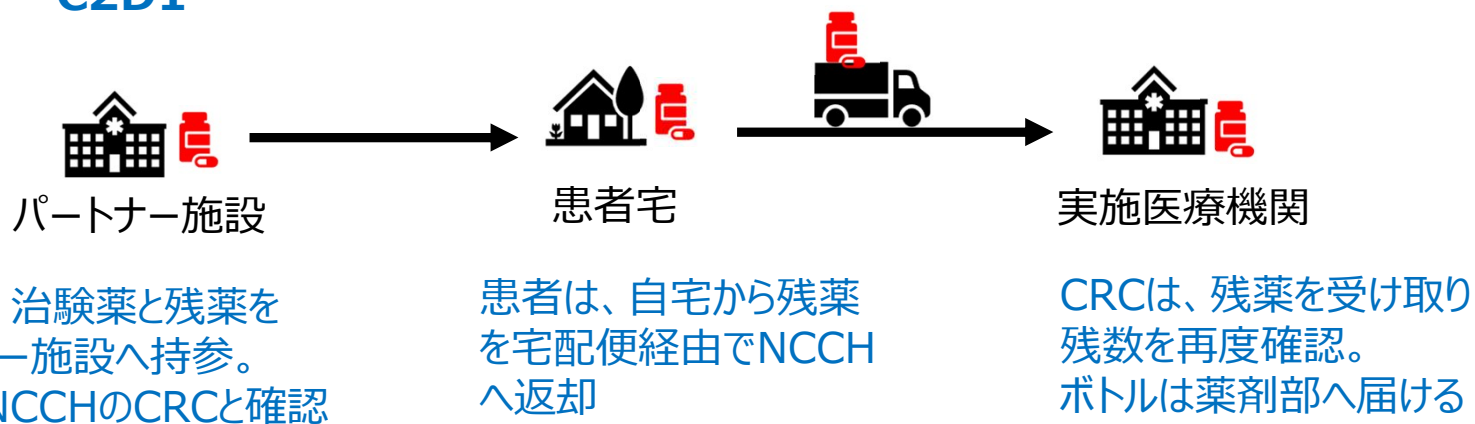 C2D1
パートナー施設
患者宅
実施医療機関
治験薬と残薬を
ー施設へ持参。
NCCHのCRCと確認
患者は、自宅から残薬
を宅配便経由でNCCH
へ返却
CRCは、残薬を受け取り
残数を再度確認。
ボトルは薬剤部へ届ける